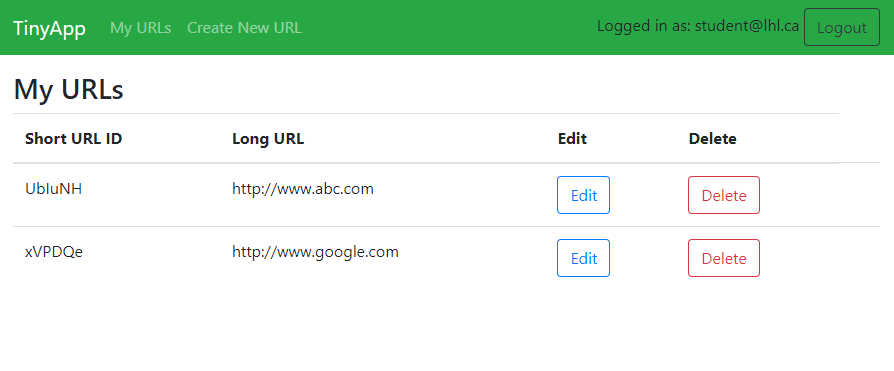 TinyApp My URLs Create New URL Logged in as: student@lhl.ca Logout
My URLs
Short URL ID Long URL Edit Delete
UbIuNH http://www.abc.com Edit Delete
xVPDQe http://www.google.com Edit Delete